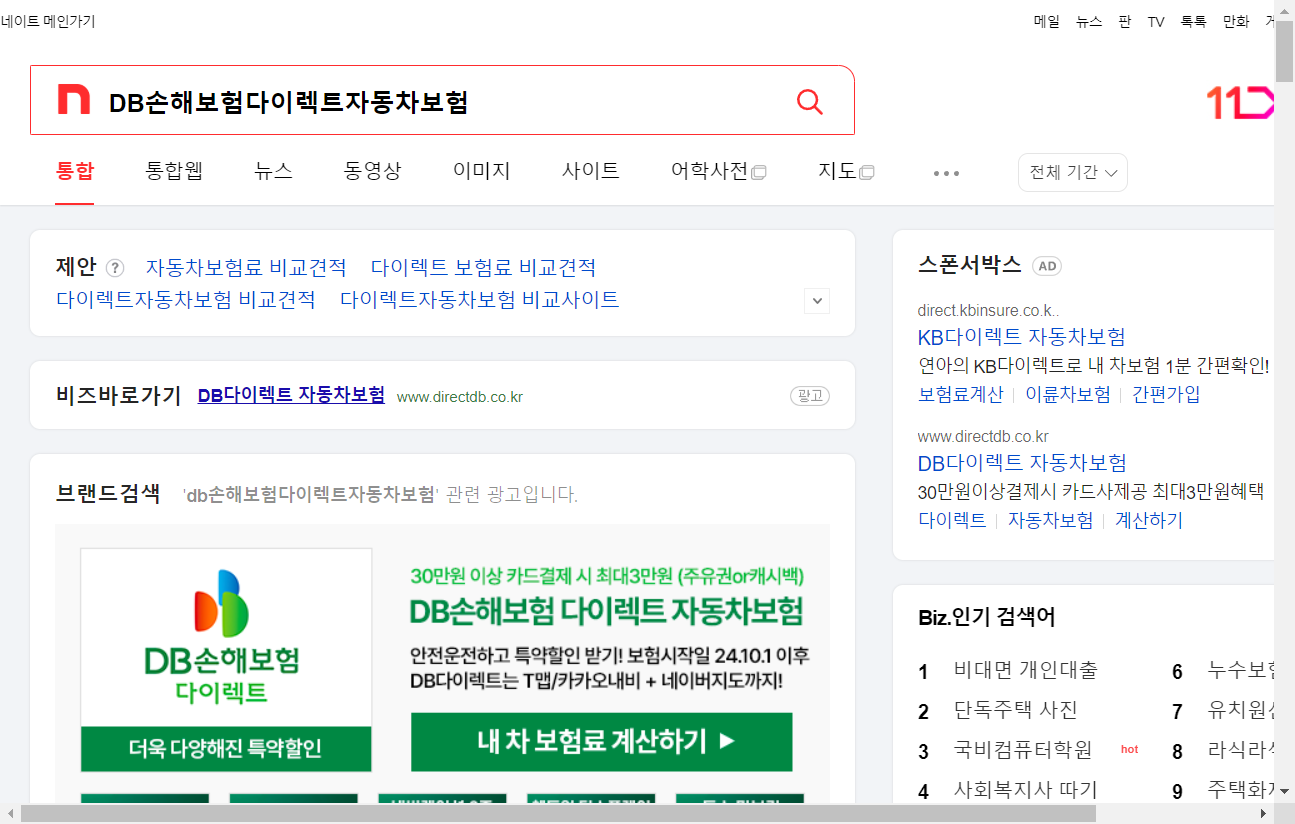 네이트 메인가기
메일 뉴스 판 TV 톡톡 만화
DB손해보험다이렉트자동차보험
통합 통합웹 뉴스 동영상 이미지 사이트 어학사전 지도 ••• 전체 기간
제안 ? 자동차보험료 비교견적 다이렉트 보험료 비교견적
다이렉트자동차보험 비교견적 다이렉트자동차보험 비교사이트
비즈바로가기 DB다이렉트 자동차보험 www.directdb.co.kr 광고
브랜드검색 'db손해보험다이렉트자동차보험' 관련 광고입니다.
DB손해보험
다이렉트
더욱 다양해진 특약할인
30만원 이상 카드결제 시 최대3만원 (주유권or캐시백)
DB손해보험 다이렉트 자동차보험
안전운전하고 특약할인 받기! 보험시작일 24.10.1 이후
DB다이렉트는 T맵/카카오내비 + 네이버지도까지!
내 차 보험료 계산하기 ▶
스폰서박스 AD
direct.kbinsure.co.k..
KB다이렉트 자동차보험
연아의 KB다이렉트로 내 차보험 1분 간편확인!
보험료계산 이륜차보험 간편가입
www.directdb.co.kr
DB다이렉트 자동차보험
30만원이상결제시 카드사제공 최대3만원혜택
다이렉트 자동차보험 계산하기
Biz.인기 검색어
1 비대면 개인대출 6 누수보험
2 단독주택 사진 7 유치원
3 국비컴퓨터학원 hot 8 라식라
4 사회복지사 따기 9 주택화